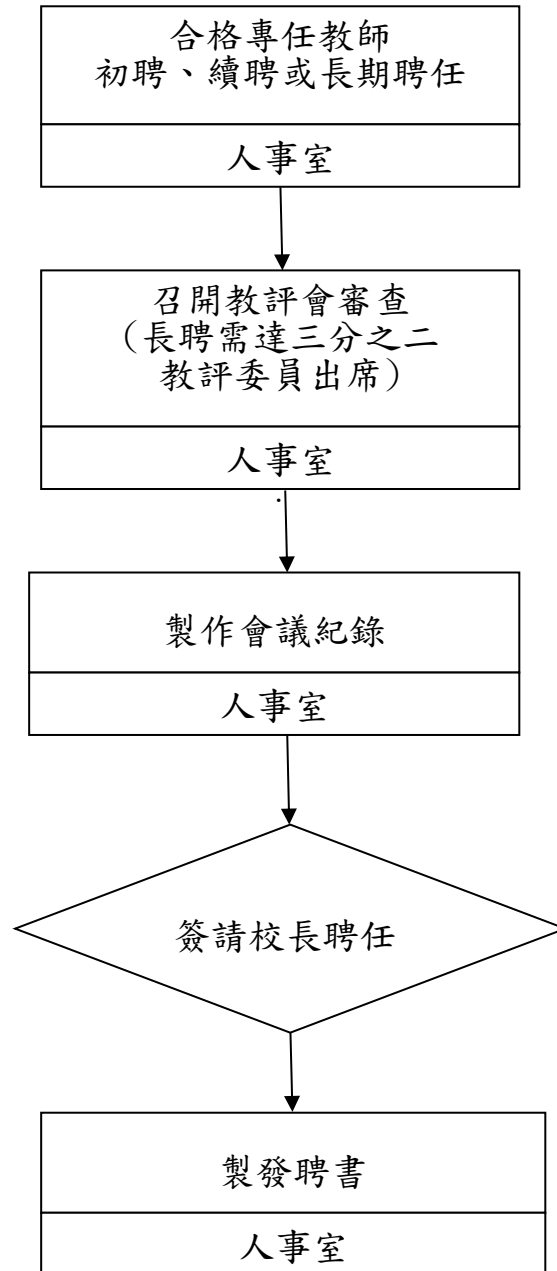 合格專任教師
初聘、續聘或長期聘任
人事室
召開教評會審查
（長聘需達三分之二
教評委員出席）
人事室
製作會議紀錄
人事室
簽請校長聘任
製發聘書
人事室